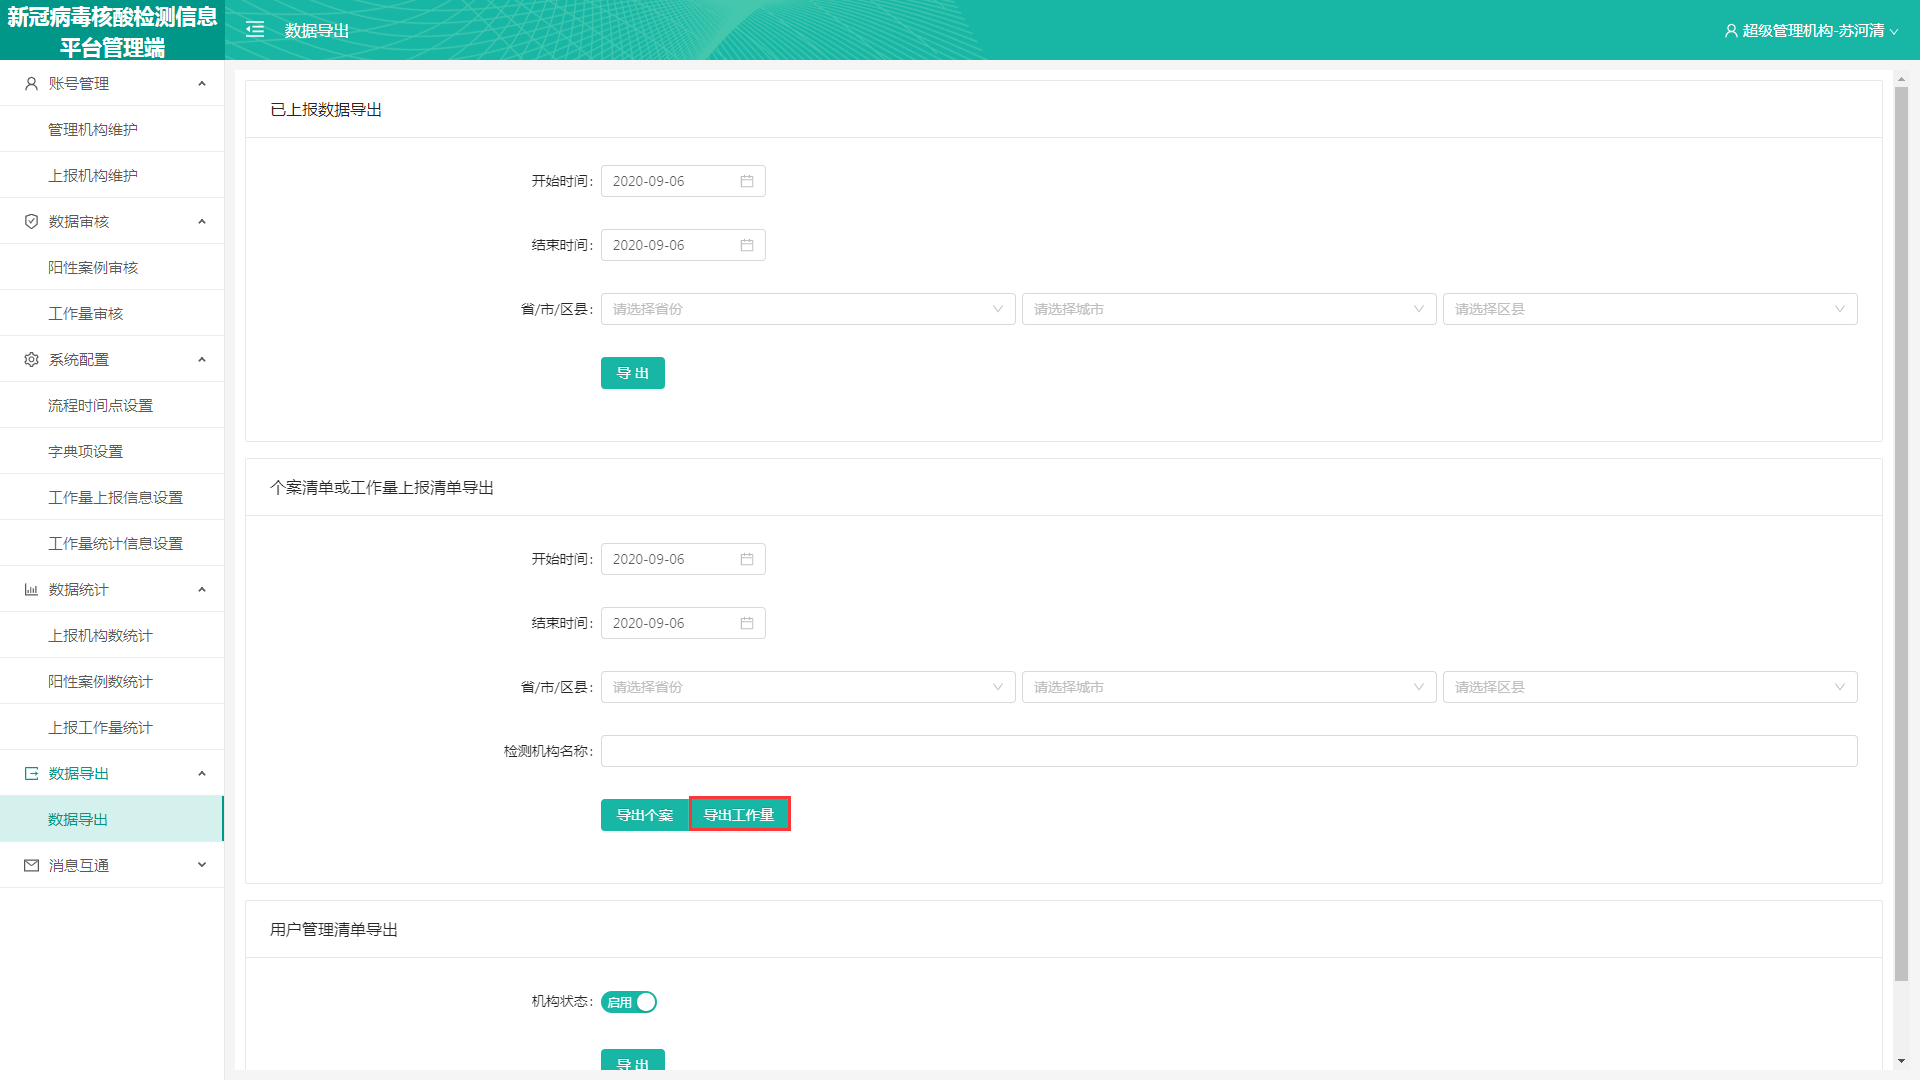 新冠病毒核酸检测信息
平台管理端
数据导出
超级管理机构-苏河清
账号管理
管理机构维护
上报机构维护
数据审核
阳性案例审核
工作量审核
系统配置
流程时间点设置
字典项设置
工作量上报信息设置
工作量统计信息设置
数据统计
上报机构数统计
阳性案例数统计
上报工作量统计
数据导出
数据导出
消息互通
已上报数据导出
开始时间: 2020-09-06
结束时间: 2020-09-06
省/市/区县: 请选择省份 请选择城市 请选择区县
导 出
个案清单或工作量上报清单导出
开始时间: 2020-09-06
结束时间: 2020-09-06
省/市/区县: 请选择省份 请选择城市 请选择区县
检测机构名称:
导出个案 导出工作量
用户管理清单导出
机构状态: 启用
导 出